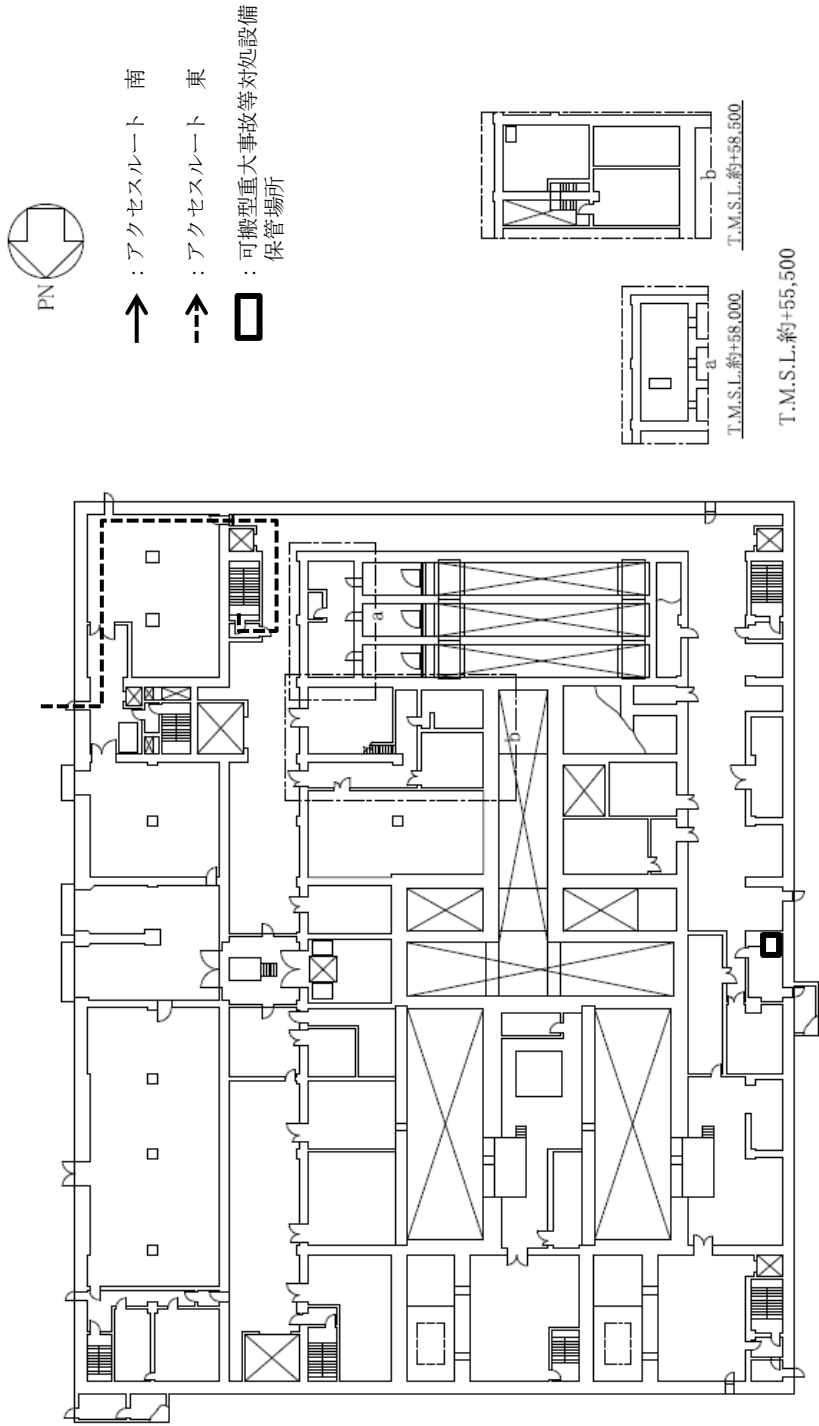 PN
：アクセスルート　南
：アクセスルート　東
：可搬型重大事故等対処設備
保管場所
a
b
a
T.M.S.L.約+58,000
b
T.M.S.L.約+58,500
T.M.S.L.約+55,500